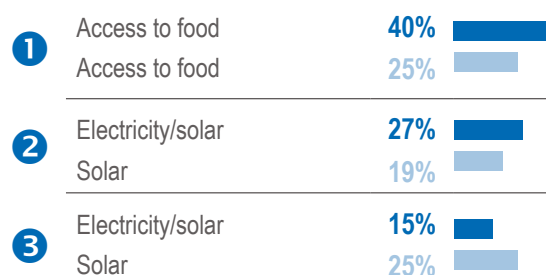 1
Access to food 40%
Access to food 25%
2
Electricity/solar 27%
Solar 19%
3
Electricity/solar 15%
Solar 25%